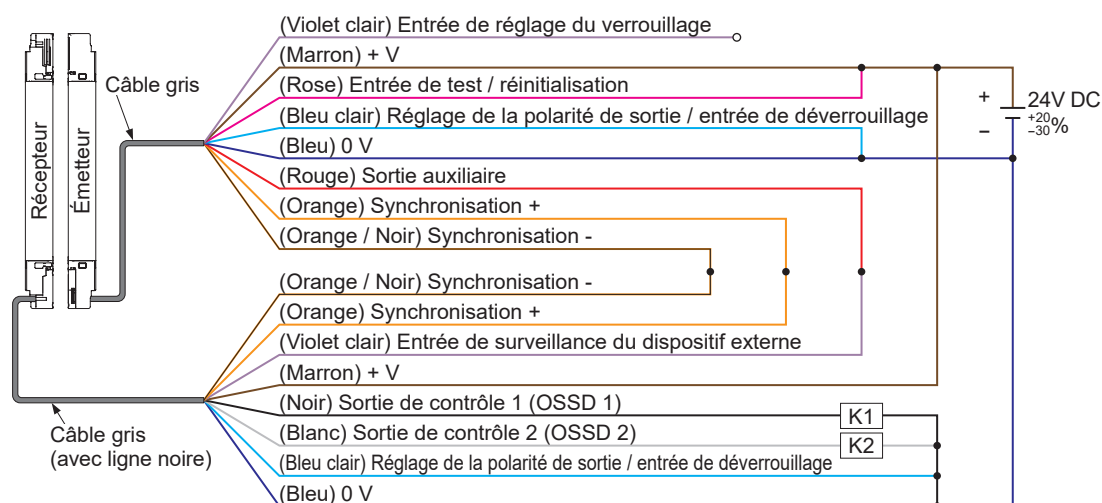 (Violet clair) Entrée de réglage du verrouillage
(Marron) + V
Câble gris
(Rose) Entrée de test / réinitialisation
+ 24V DC
+20
–30%
–
(Bleu clair) Réglage de la polarité de sortie / entrée de déverrouillage
(Bleu) 0 V
Récepteur
Émetteur
(Rouge) Sortie auxiliaire
(Orange) Synchronisation +
(Orange / Noir) Synchronisation -
(Orange / Noir) Synchronisation -
(Orange) Synchronisation +
(Violet clair) Entrée de surveillance du dispositif externe
(Marron) + V
(Noir) Sortie de contrôle 1 (OSSD 1)
K1
Câble gris
(avec ligne noire)
(Blanc) Sortie de contrôle 2 (OSSD 2)
K2
(Bleu clair) Réglage de la polarité de sortie / entrée de déverrouillage
(Bleu) 0 V